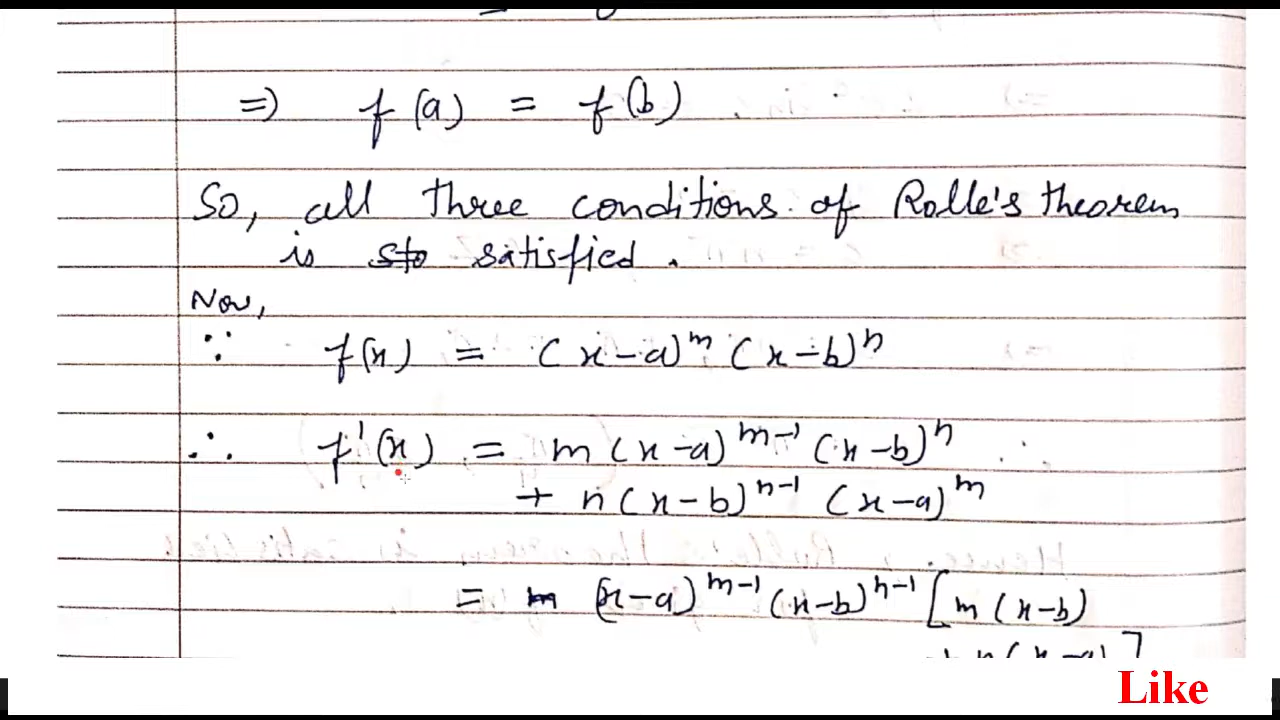 => f(a) = f(b)
So, all three conditions of Rolle's theorem
is satisfied.
Now,
∵ f(x) = (x-a)^m (x-b)^n
∴ f'(x) = m(x-a)^{m-1} (x-b)^n
+ n(x-b)^{n-1} (x-a)^m
= (x-a)^{m-1} (x-b)^{n-1} [m(x-b)
+ n(x-a)]
Like